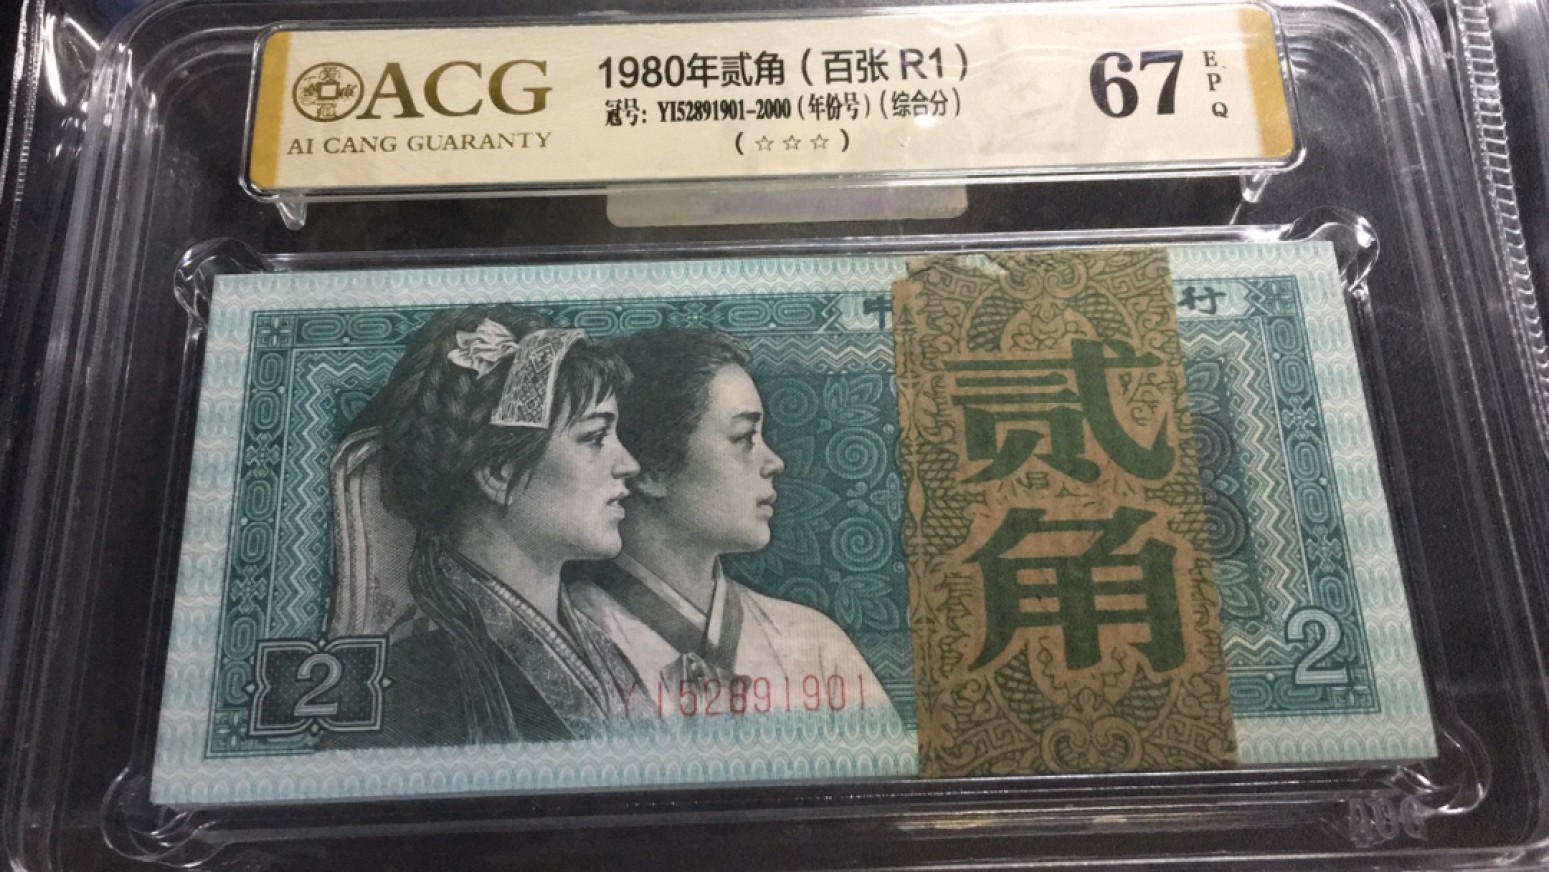 ACG
AI CANG GUARANTY
1980年贰角（百张 R1）
冠号：YI52891901-2000（年份号）（综合分）
（☆☆☆）
67
E.
P
Q
行
贰
角
2
2
YI52891901